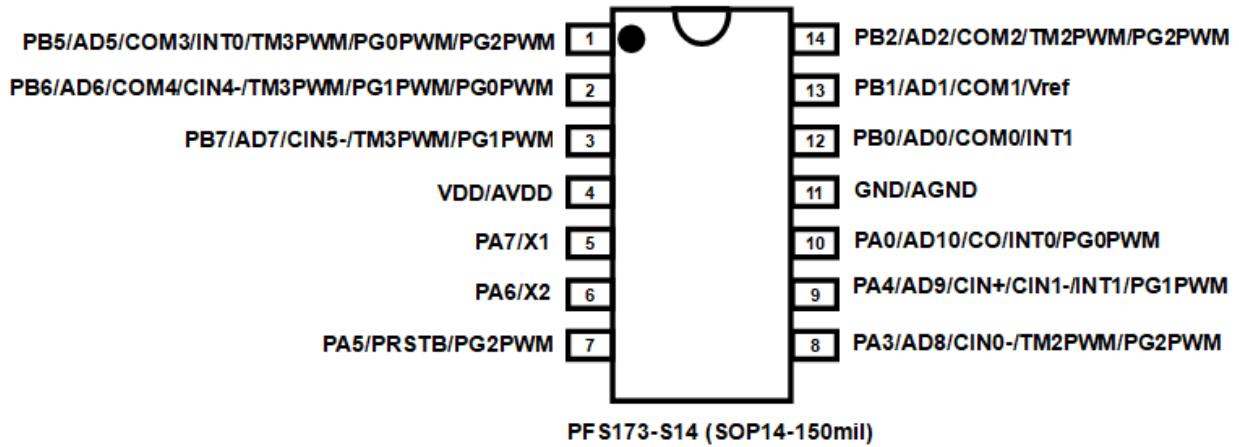 PB5/AD5/COM3/INT0/TM3PWM/PG0PWM/PG2PWM 1 14 PB2/AD2/COM2/TM2PWM/PG2PWM
PB6/AD6/COM4/CIN4-/TM3PWM/PG1PWM/PG0PWM 2 13 PB1/AD1/COM1/Vref
PB7/AD7/CIN5-/TM3PWM/PG1PWM 3 12 PB0/AD0/COM0/INT1
VDD/AVDD 4 11 GND/AGND
PA7/X1 5 10 PA0/AD10/CO/INT0/PG0PWM
PA6/X2 6 9 PA4/AD9/CIN+/CIN1-/INT1/PG1PWM
PA5/PRSTB/PG2PWM 7 8 PA3/AD8/CIN0-/TM2PWM/PG2PWM
PFS173-S14 (SOP14-150mil)